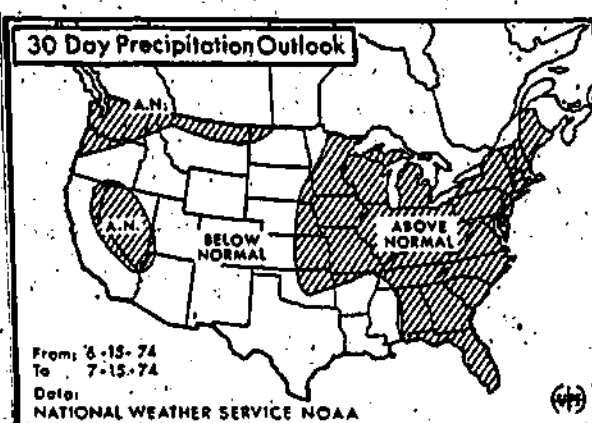 30 Day Precipitation Outlook
A.N.
A.N.
BELOW
NORMAL
ABOVE
NORMAL
From: 6-15-74
To 7-15-74
Data:
NATIONAL WEATHER SERVICE NOAA
UPI